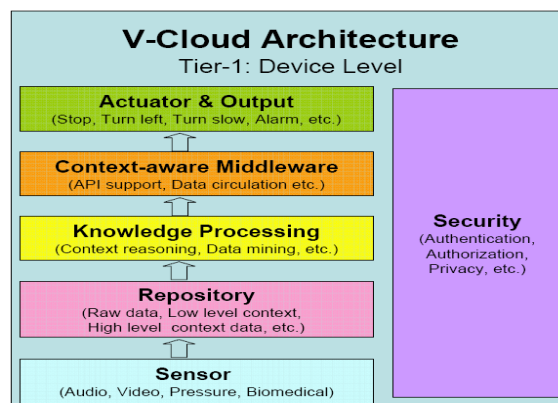 V-Cloud Architecture
Tier-1: Device Level
Actuator & Output
(Stop, Turn left, Turn slow, Alarm, etc.)
Context-aware Middleware
(API support, Data circulation etc.)
Knowledge Processing
(Context reasoning, Data mining, etc.)
Repository
(Raw data, Low level context,
High level context data, etc.)
Sensor
(Audio, Video, Pressure, Biomedical)
Security
(Authentication,
Authorization,
Privacy, etc.)